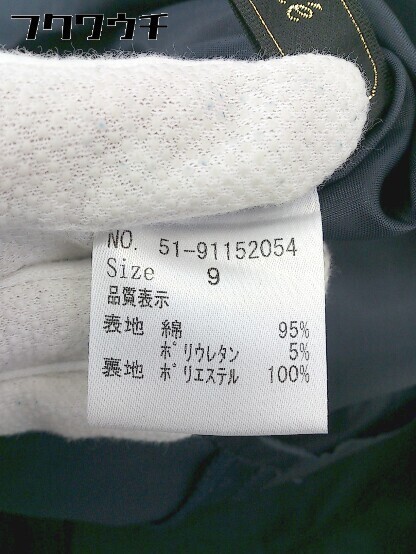 フクワウチ
NO. 51-91152054
Size 9
品質表示
表地 綿 95%
ポリウレタン 5%
裏地 ポリエステル 100%